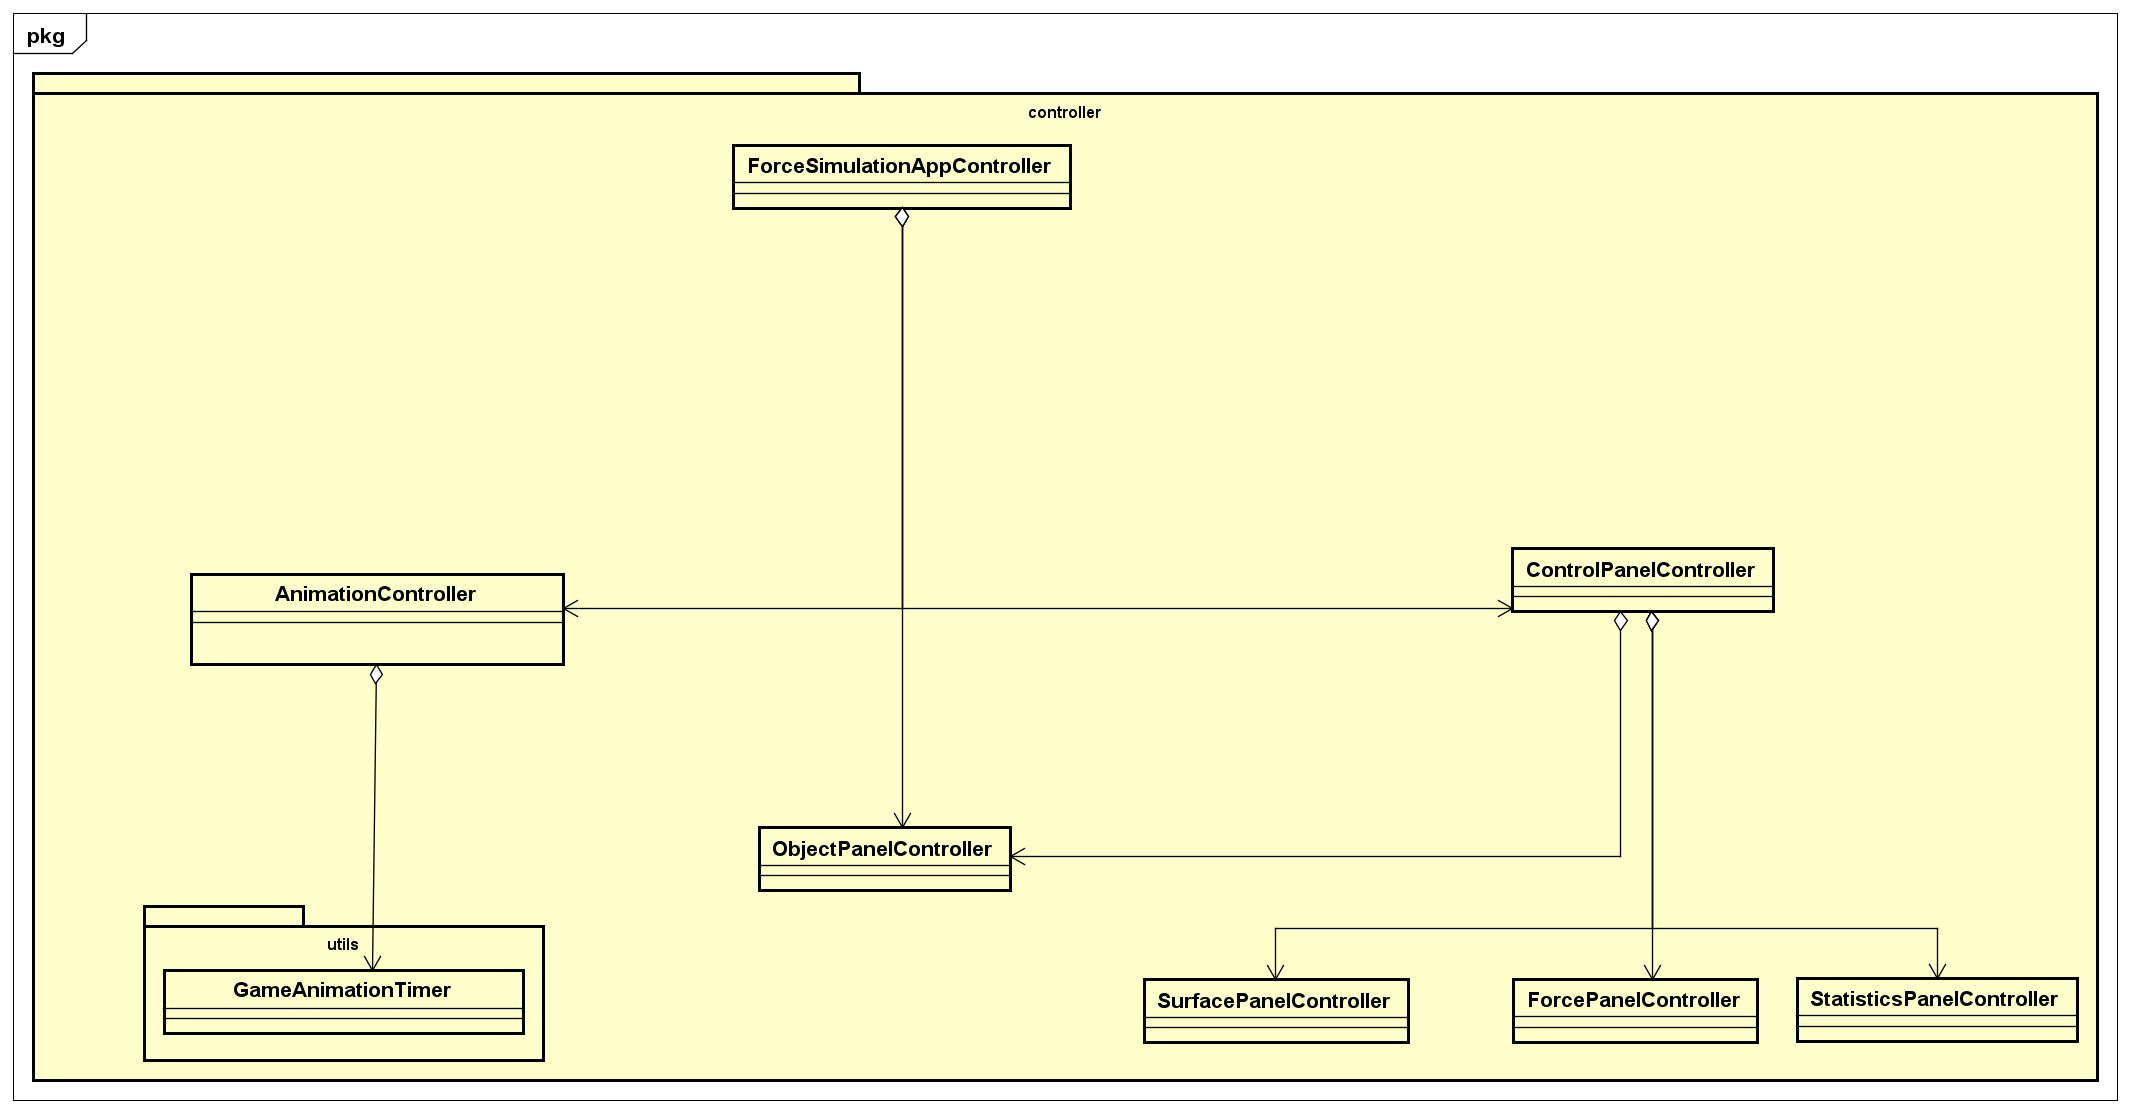 pkg
controller
ForceSimulationAppController
ControlPanelController
AnimationController
ObjectPanelController
utils
GameAnimationTimer
SurfacePanelController
ForcePanelController
StatisticsPanelController